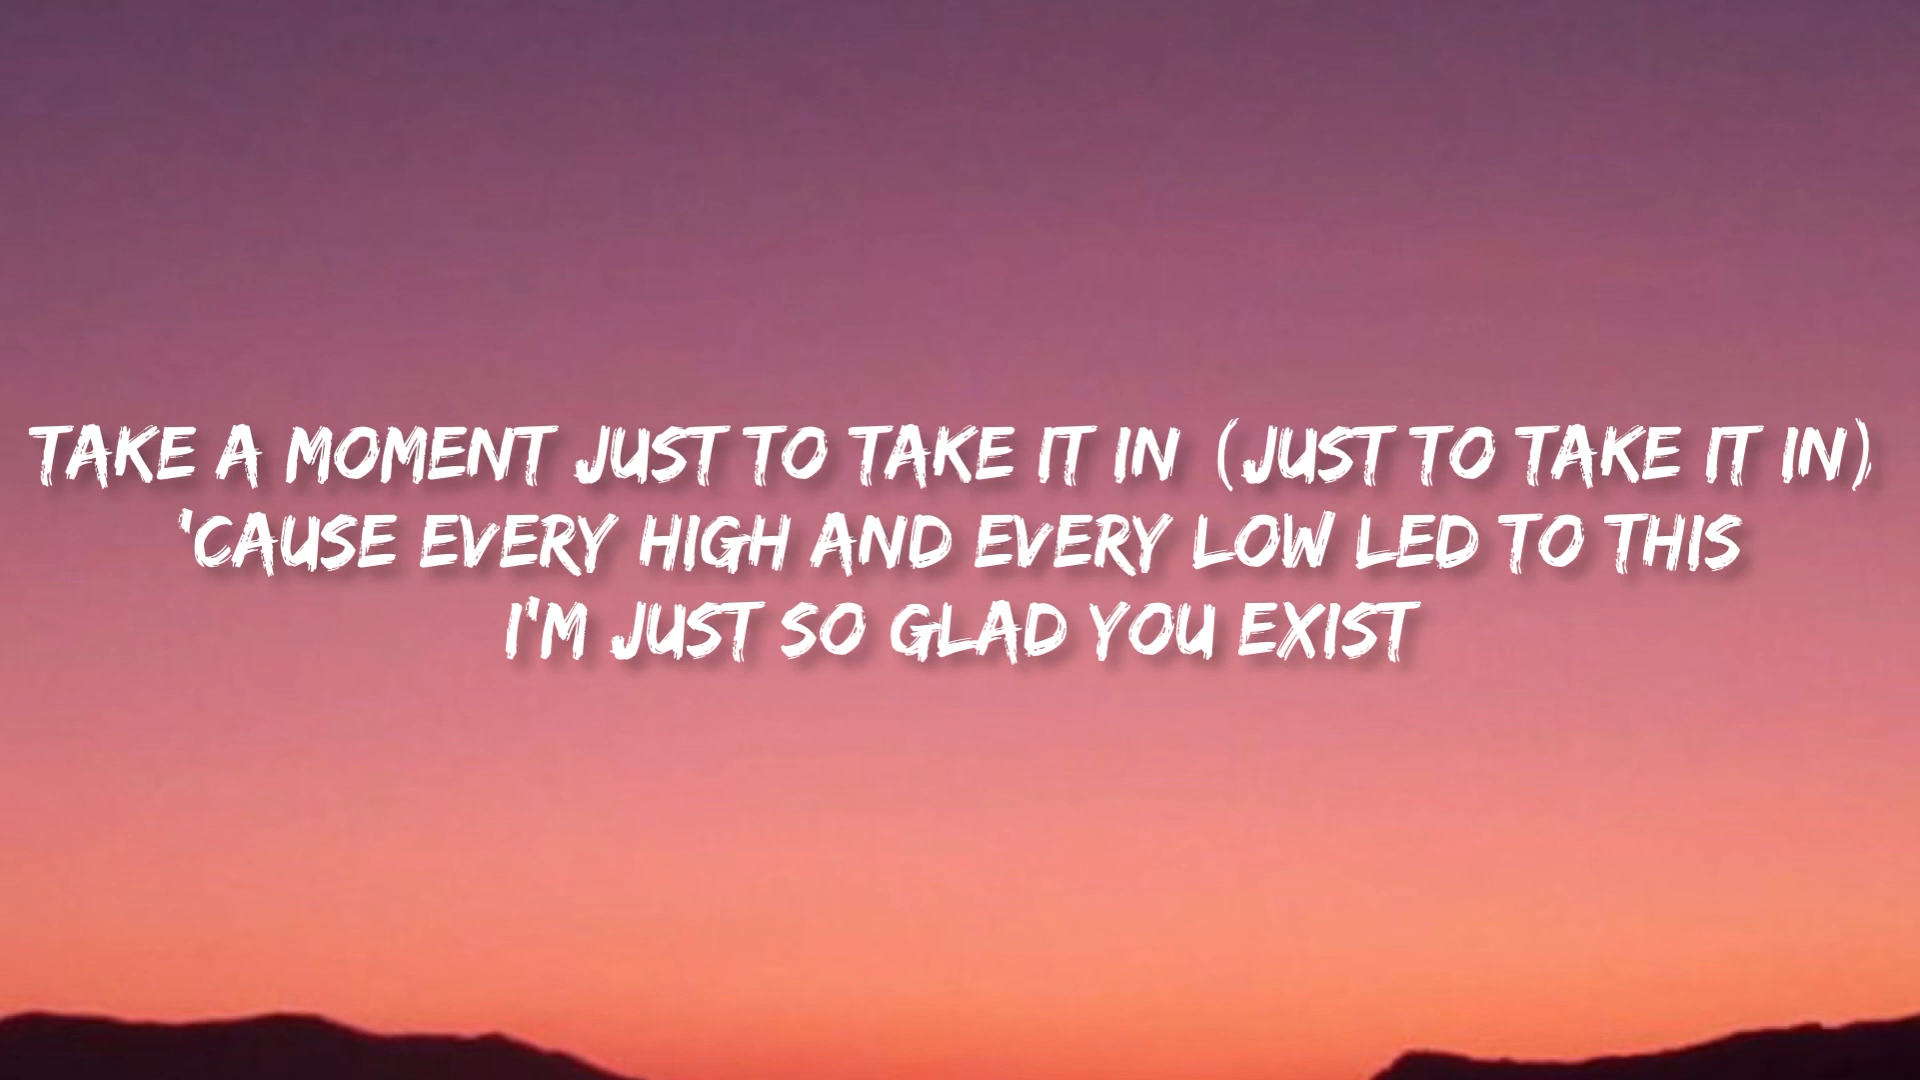 TAKE A MOMENT JUST TO TAKE IT IN (JUST TO TAKE IT IN)
'CAUSE EVERY HIGH AND EVERY LOW LED TO THIS
I'M JUST SO GLAD YOU EXIST